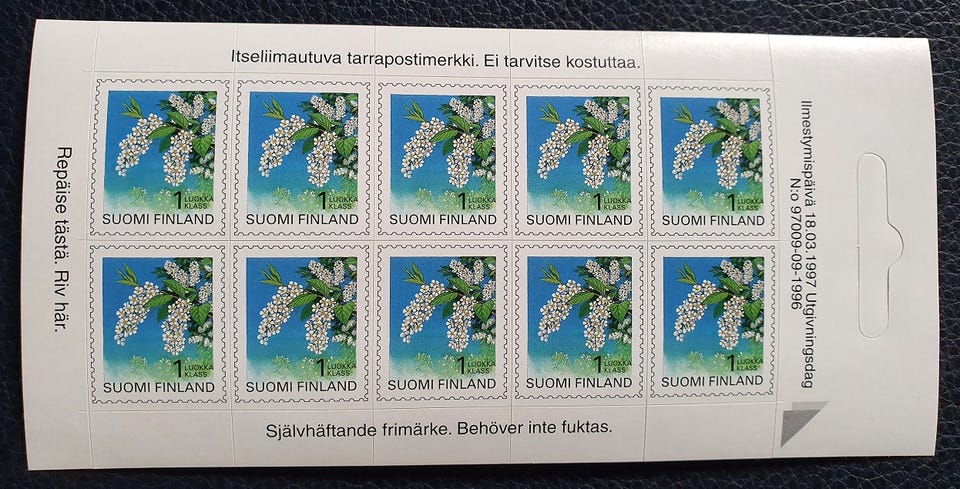 Itseliimautuva tarrapostimerkki. Ei tarvitse kostuttaa.
Repäise tästä. Riv här.
1 LUOKKA KLASS
SUOMI FINLAND
1 LUOKKA KLASS
SUOMI FINLAND
1 LUOKKA KLASS
SUOMI FINLAND
1 LUOKKA KLASS
SUOMI FINLAND
1 LUOKKA KLASS
SUOMI FINLAND
1 LUOKKA KLASS
SUOMI FINLAND
1 LUOKKA KLASS
SUOMI FINLAND
1 LUOKKA KLASS
SUOMI FINLAND
1 LUOKKA KLASS
SUOMI FINLAND
1 LUOKKA KLASS
SUOMI FINLAND
Ilmestymispäivä 18.03.1997 Utgivningsdag
N:o 97009-09-1996
Självhäftande frimärke. Behöver inte fuktas.